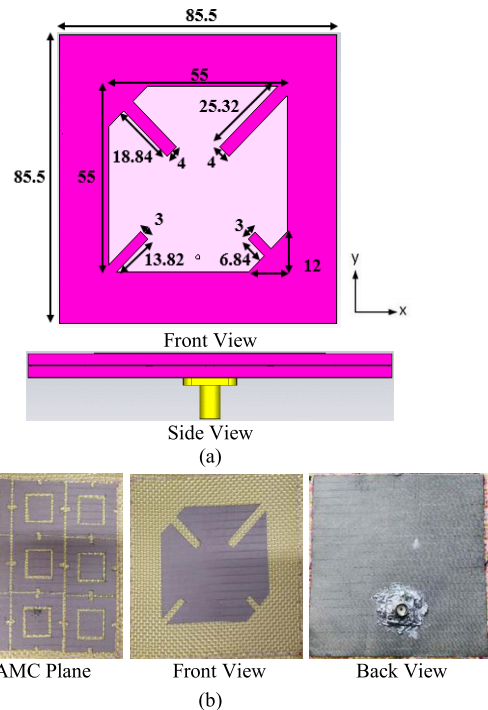 85.5
55
25.32
85.5
55
18.84
4
4
3
3
13.82
6.84
12
y
x
Front View
Side View
(a)
AMC Plane
Front View
Back View
(b)